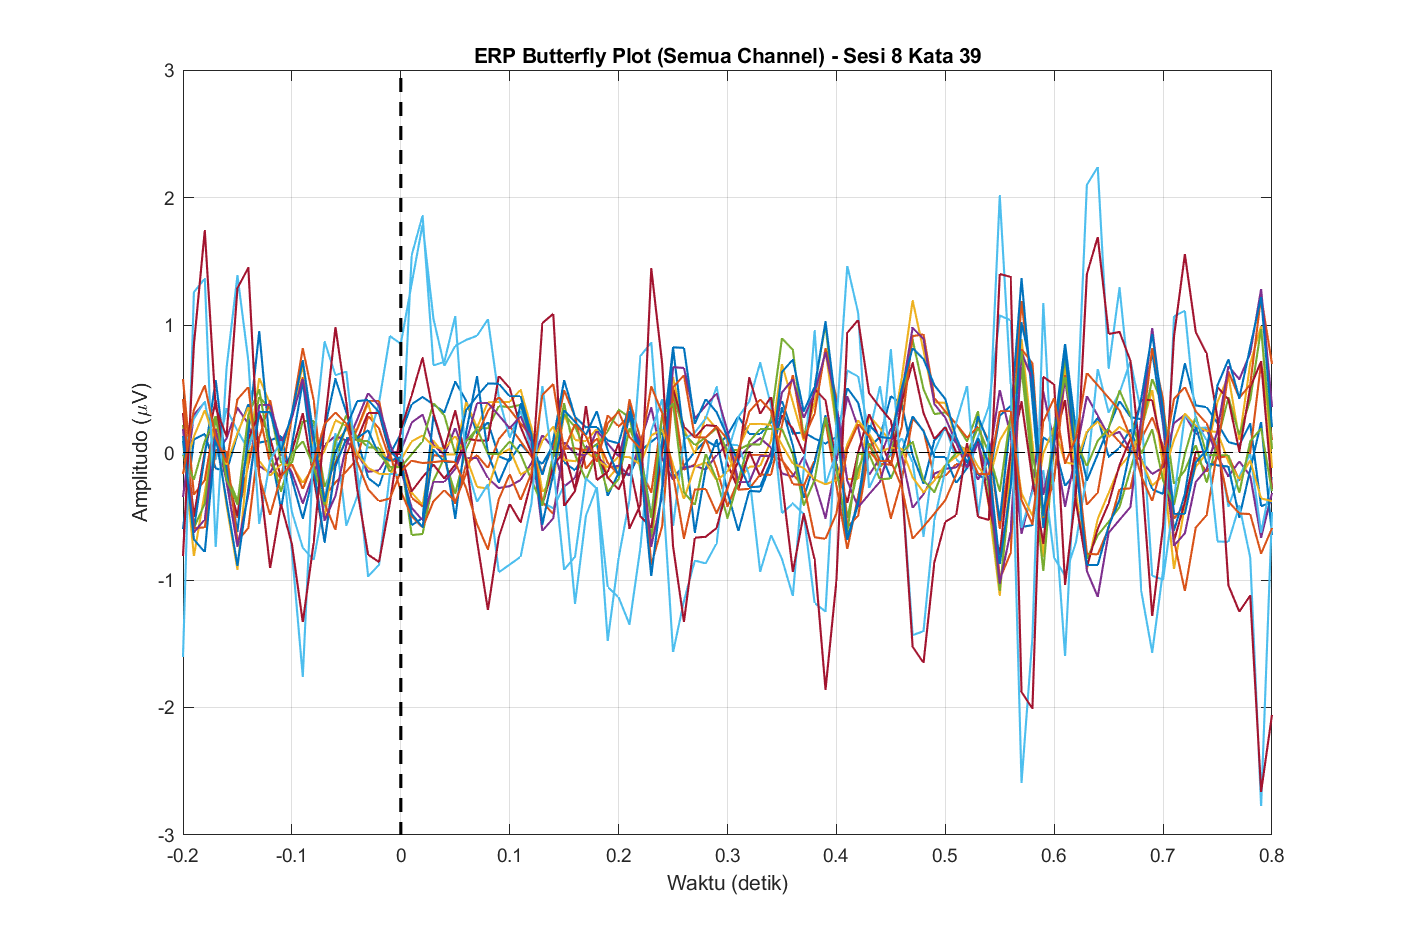 ERP Butterfly Plot (Semua Channel) - Sesi 8 Kata 39
3
2
1
0
-1
-2
-3
Amplitudo (μV)
-0.2 -0.1 0 0.1 0.2 0.3 0.4 0.5 0.6 0.7 0.8
Waktu (detik)